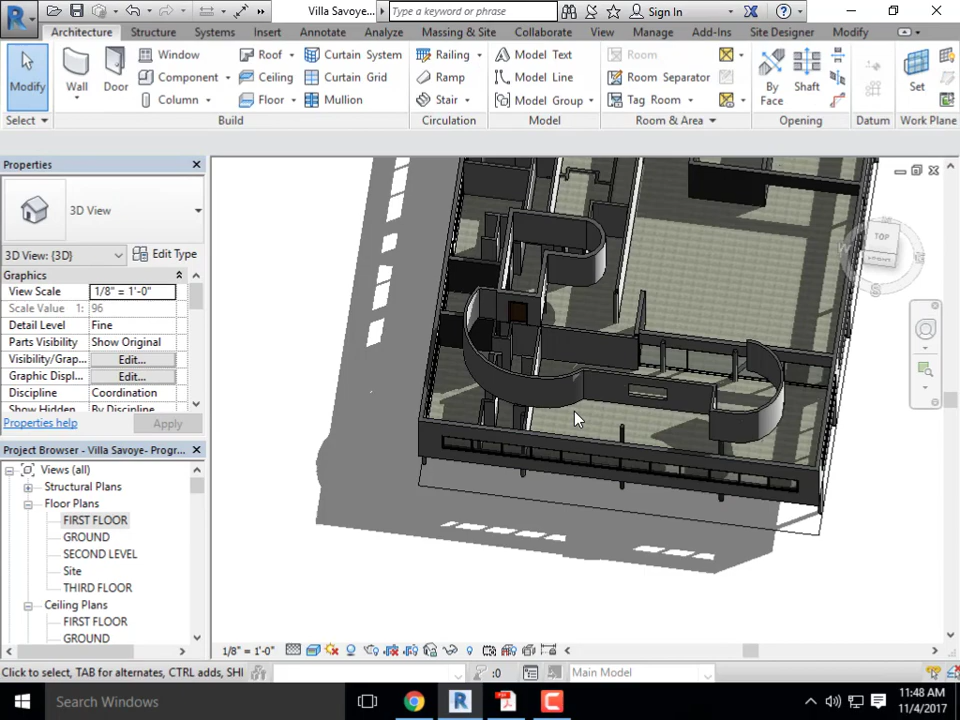 Villa Savoye...
Type a keyword or phrase
Sign In
Architecture Structure Systems Insert Annotate Analyze Massing & Site Collaborate View Manage Add-Ins Site Designer Modify
Modify
Wall
Door
Window
Component
Column
Roof
Ceiling
Floor
Curtain System
Curtain Grid
Mullion
Railing
Ramp
Stair
Model Text
Model Line
Model Group
Room
Room Separator
Tag Room
By
Face
Shaft
Set
Select Build Circulation Model Room & Area Opening Datum Work Plane
Properties
3D View
3D View: {3D} Edit Type
Graphics
View Scale 1/8" = 1'-0"
Scale Value 1: 96
Detail Level Fine
Parts Visibility Show Original
Visibility/Grap... Edit...
Graphic Displ... Edit...
Discipline Coordination
Show Hidden By Discipline
Properties help Apply
Project Browser - Villa Savoye- Progr...
Views (all)
Structural Plans
Floor Plans
FIRST FLOOR
GROUND
SECOND LEVEL
Site
THIRD FLOOR
Ceiling Plans
FIRST FLOOR
GROUND
TOP
FRONT
1/8" = 1'-0"
Click to select, TAB for alternates, CTRL adds, SHI
:0
Main Model
Search Windows
11:48 AM
11/4/2017